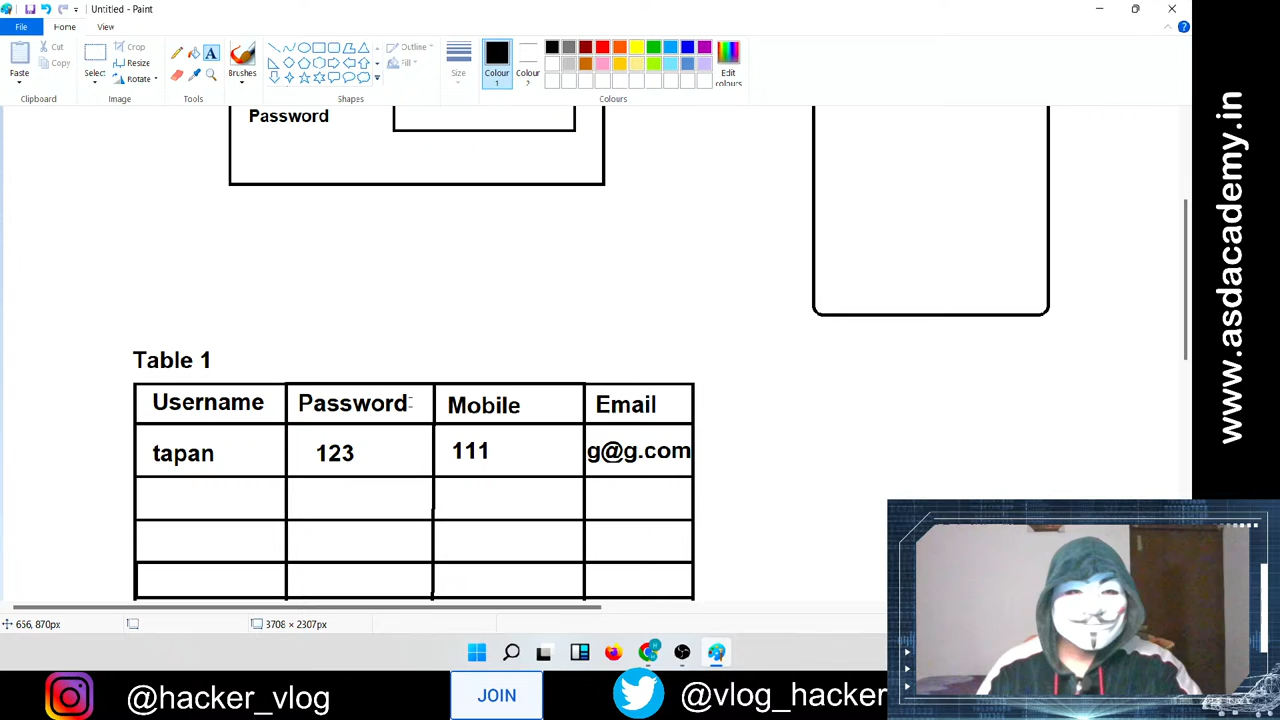 Untitled - Paint
File
Home
View
Paste
Cut
Copy
Clipboard
Select
Crop
Resize
Rotate
Image
Tools
Brushes
Shapes
Outline
Fill
Size
Colour 1
Colour 2
Edit colours
Colours
Password
Table 1
Username Password Mobile Email
tapan 123 111 g@g.com
656, 870px
3708 × 2307px
@hacker_vlog
JOIN
@vlog_hacker
www.asdacademy.in